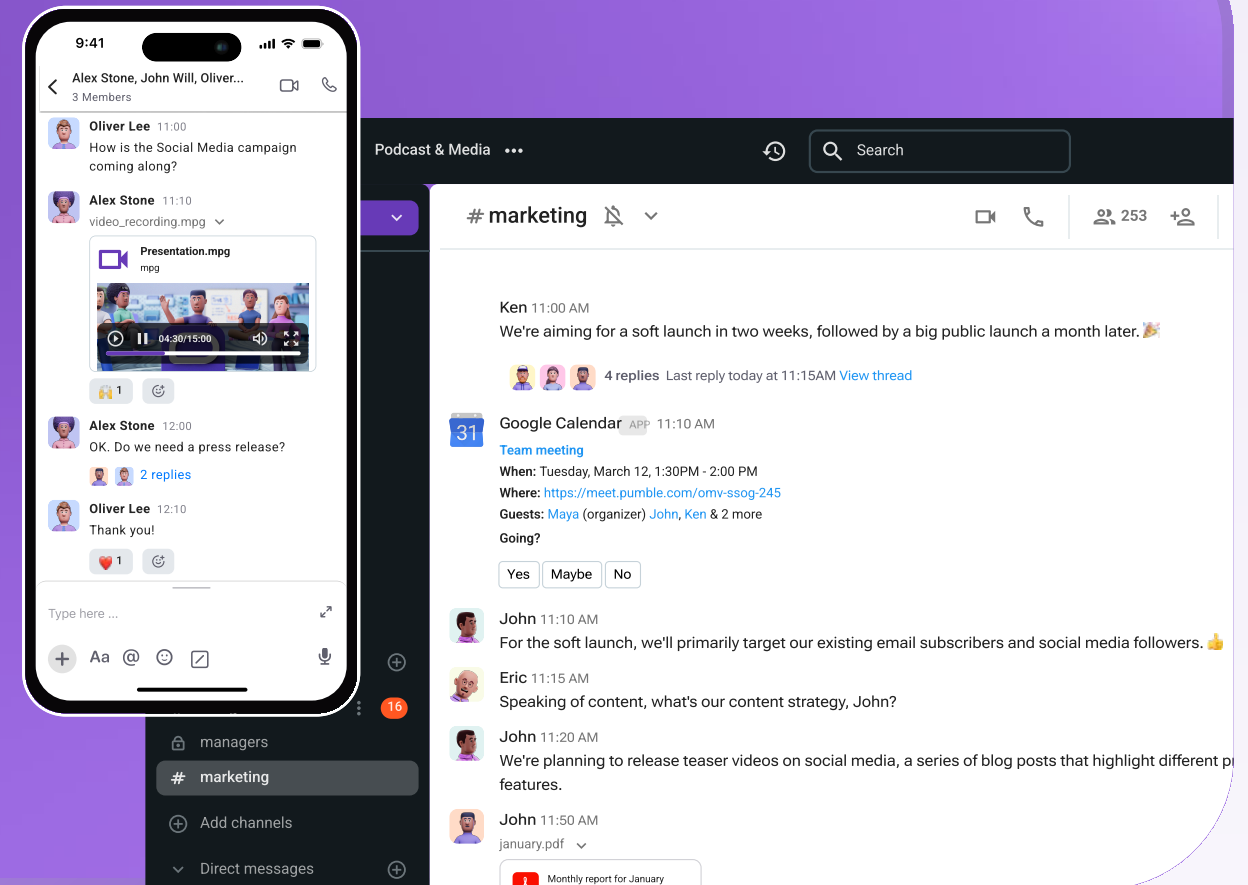 9:41
Alex Stone, John Will, Oliver...
3 Members
Oliver Lee 11:00
How is the Social Media campaign
coming along?
Alex Stone 11:10
video_recording.mpg
Presentation.mpg
mpg
04:30/15:00
1
Alex Stone 12:00
OK. Do we need a press release?
2 replies
Oliver Lee 12:10
Thank you!
1
Type here ...
Aa @
Podcast & Media
Search
16
managers
# marketing
Add channels
Direct messages
# marketing
253
Ken 11:00 AM
We're aiming for a soft launch in two weeks, followed by a big public launch a month later. 🎉
4 replies Last reply today at 11:15AM View thread
31
Google Calendar APP 11:10 AM
Team meeting
When: Tuesday, March 12, 1:30PM - 2:00 PM
Where: https://meet.pumble.com/omv-ssog-245
Guests: Maya (organizer) John, Ken & 2 more
Going?
Yes Maybe No
John 11:10 AM
For the soft launch, we'll primarily target our existing email subscribers and social media followers. 👍
Eric 11:15 AM
Speaking of content, what's our content strategy, John?
John 11:20 AM
We're planning to release teaser videos on social media, a series of blog posts that highlight different
features.
John 11:50 AM
january.pdf
Monthly report for January